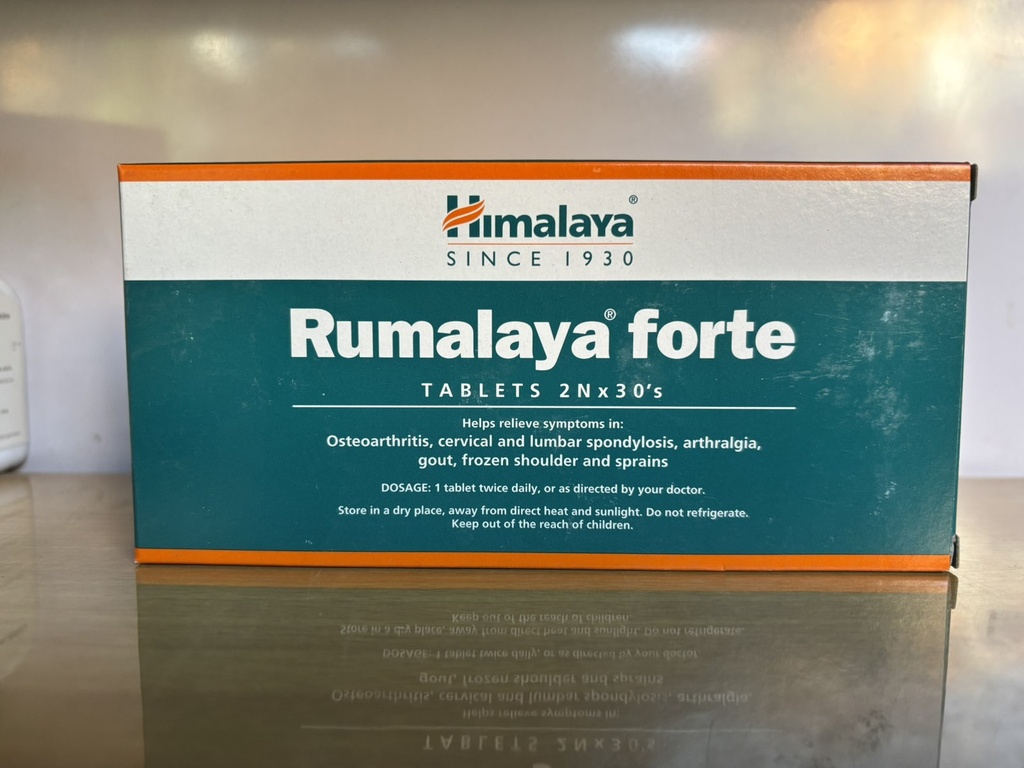 Himalaya®
SINCE 1930
Rumalaya® forte
TABLETS 2N x 30's
Helps relieve symptoms in:
Osteoarthritis, cervical and lumbar spondylosis, arthralgia,
gout, frozen shoulder and sprains
DOSAGE: 1 tablet twice daily, or as directed by your doctor.
Store in a dry place, away from direct heat and sunlight. Do not refrigerate.
Keep out of the reach of children.